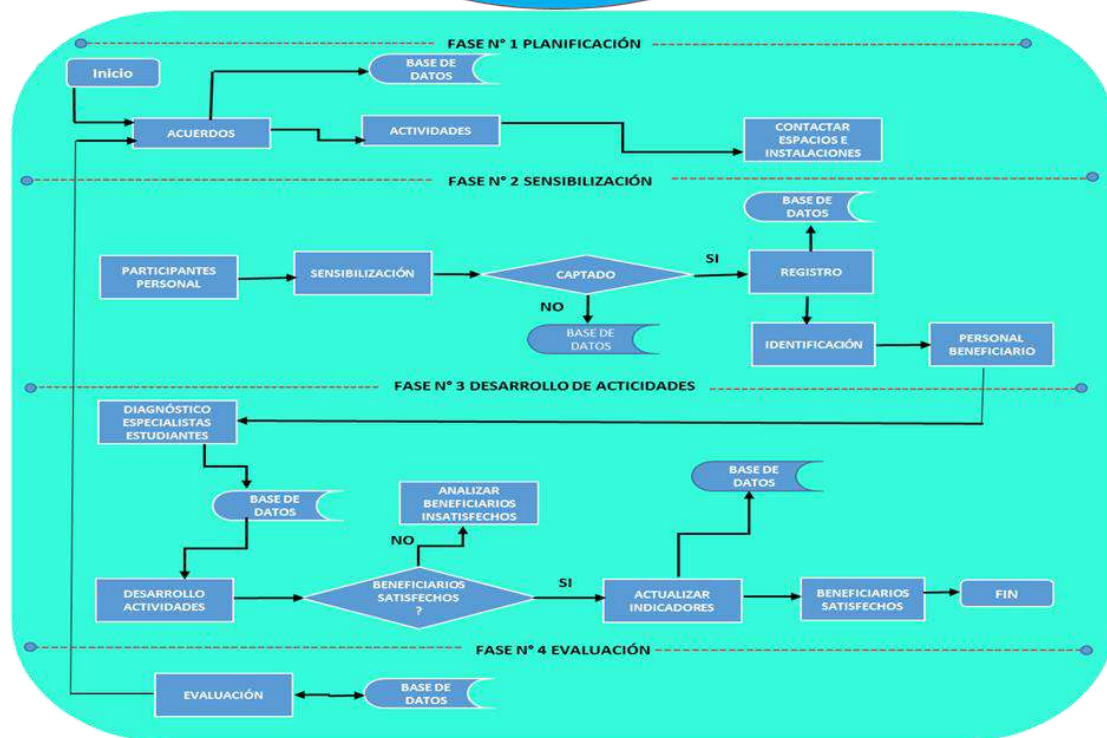 FASE N° 1 PLANIFICACIÓN
Inicio
BASE DE
DATOS
ACUERDOS
ACTIVIDADES
CONTACTAR
ESPACIOS E
INSTALACIONES
FASE N° 2 SENSIBILIZACIÓN
BASE DE
DATOS
PARTICIPANTES
PERSONAL
SENSIBILIZACIÓN
CAPTADO
SI
REGISTRO
NO
BASE DE
DATOS
IDENTIFICACIÓN
PERSONAL
BENEFICIARIO
FASE N° 3 DESARROLLO DE ACTICIDADES
DIAGNÓSTICO
ESPECIALISTAS
ESTUDIANTES
BASE DE
DATOS
ANALIZAR
BENEFICIARIOS
INSATISFECHOS
BASE DE
DATOS
NO
DESARROLLO
ACTIVIDADES
BENEFICIARIOS
SATISFECHOS
?
SI
ACTUALIZAR
INDICADORES
BENEFICIARIOS
SATISFECHOS
FIN
FASE N° 4 EVALUACIÓN
EVALUACIÓN
BASE DE
DATOS